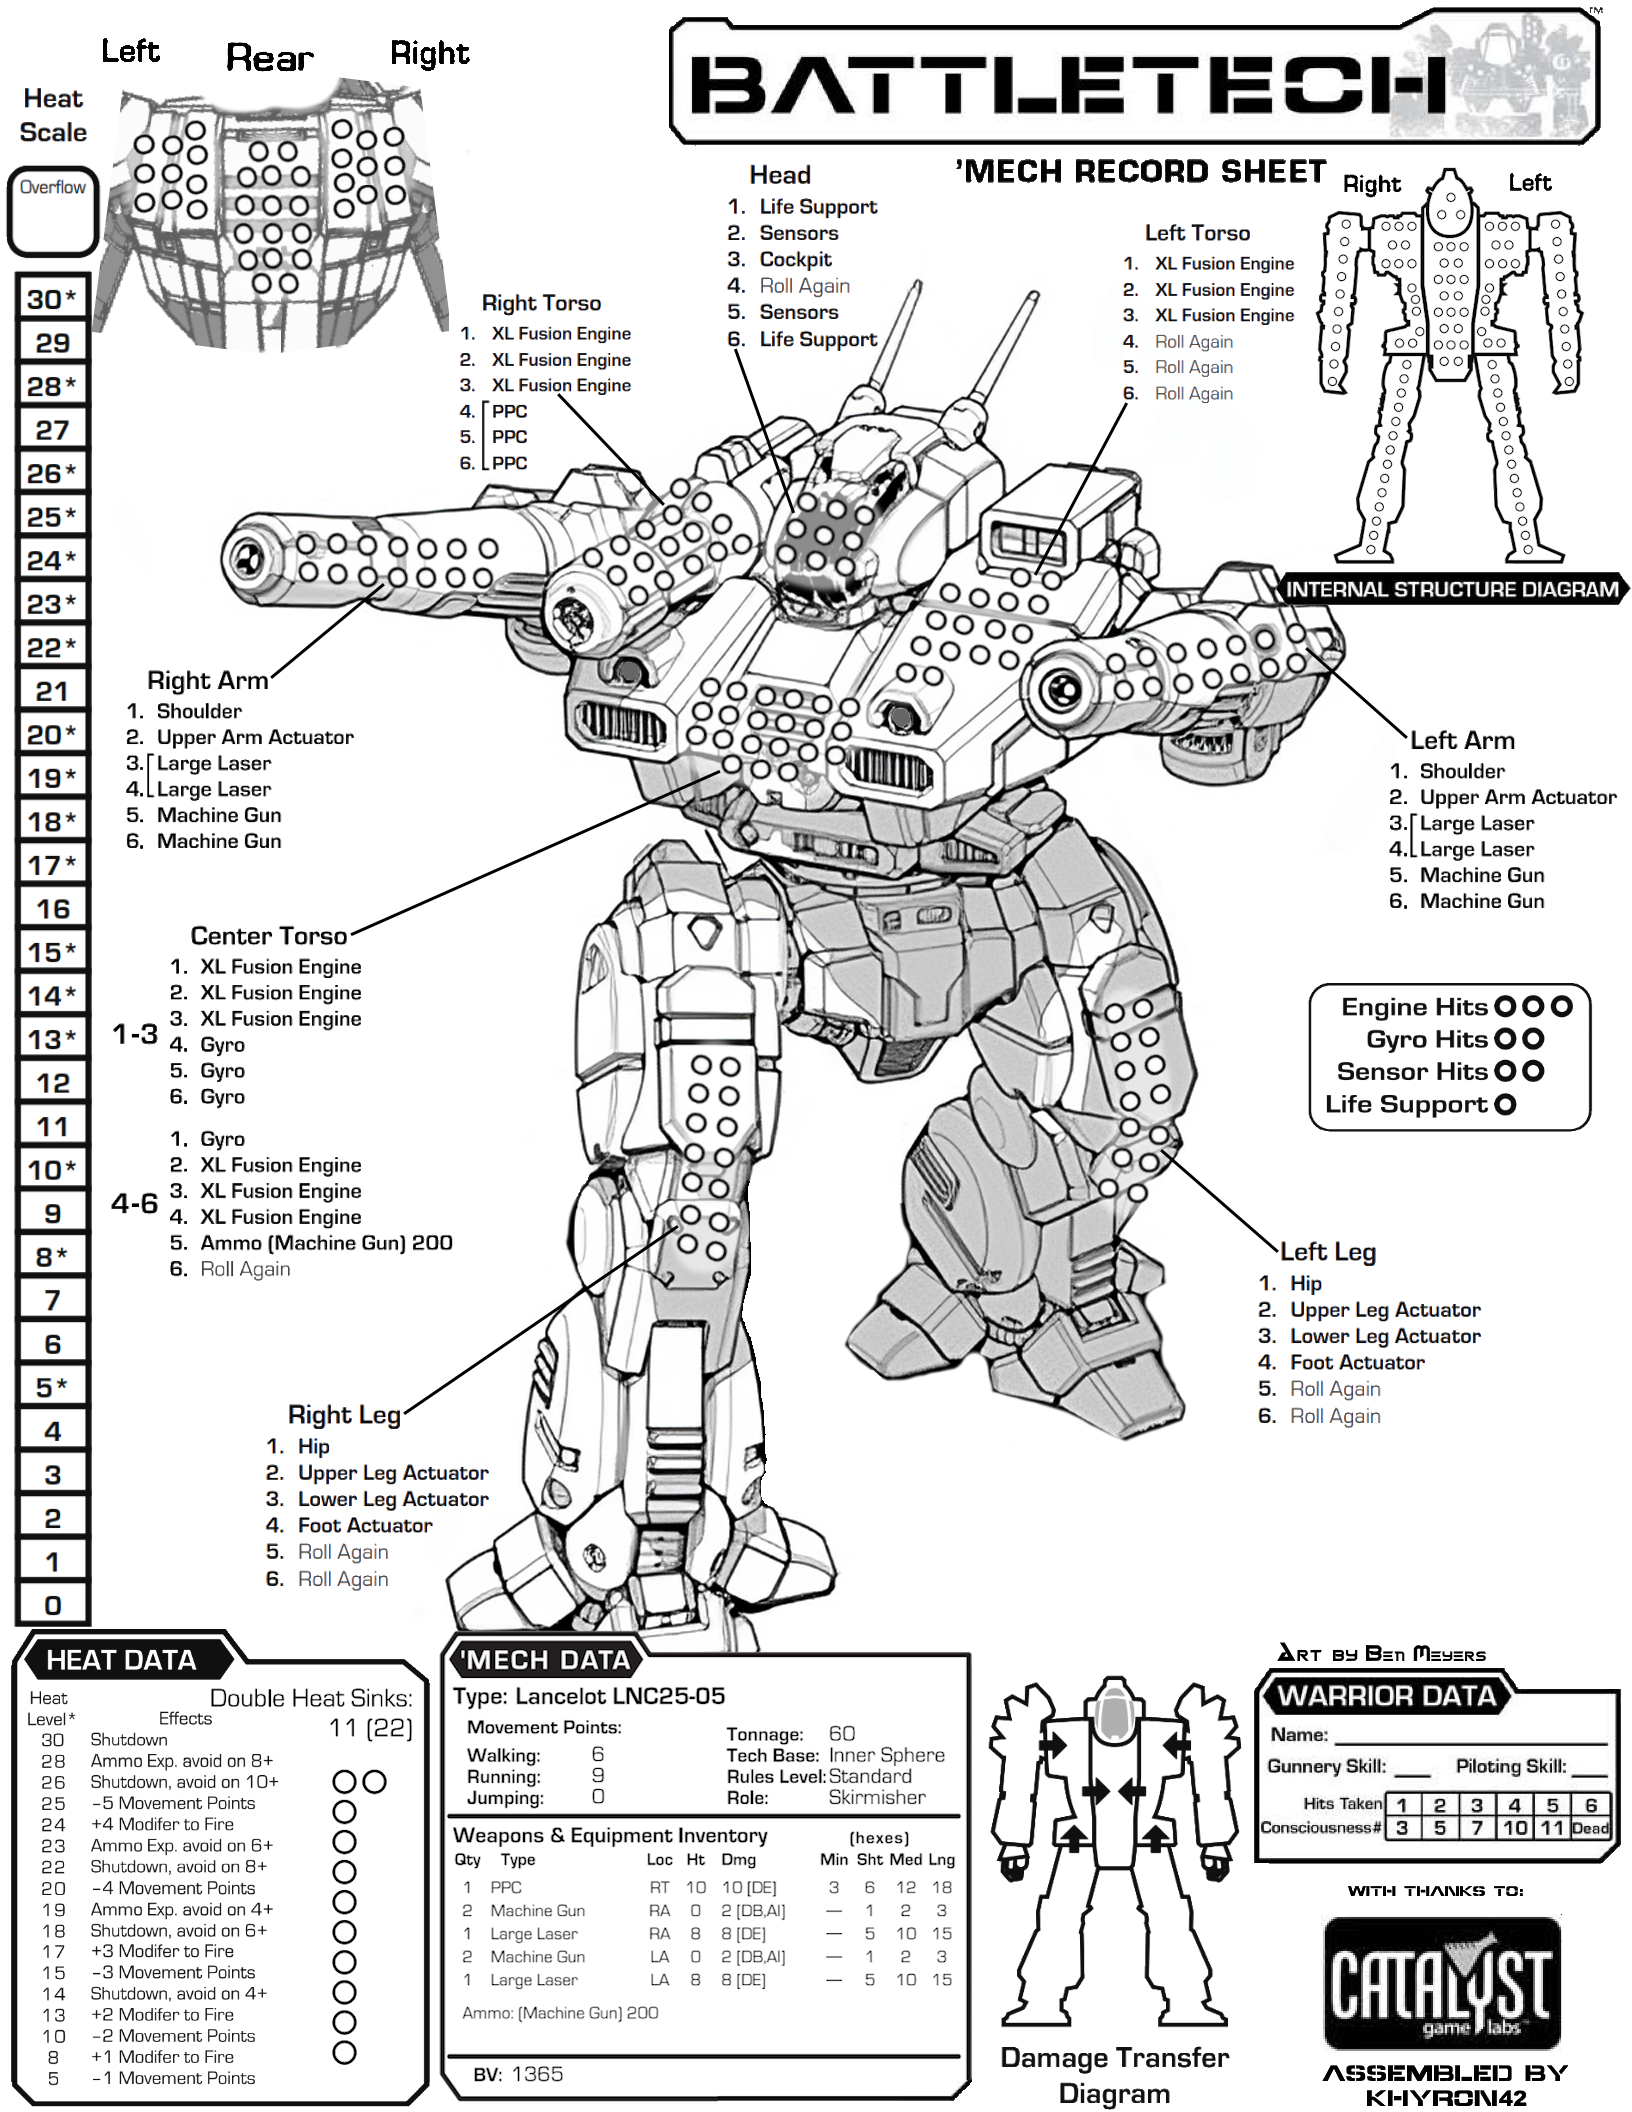 Left Rear Right
BATTLETECH™
'MECH RECORD SHEET
Heat
Scale
Overflow
30*
29
28*
27
26*
25*
24*
23*
22*
21
20*
19*
18*
17*
16
15*
14*
13*
12
11
10*
9
8*
7
6
5*
4
3
2
1
0
Head
1. Life Support
2. Sensors
3. Cockpit
4. Roll Again
5. Sensors
6. Life Support
Right Torso
1. XL Fusion Engine
2. XL Fusion Engine
3. XL Fusion Engine
4. PPC
5. PPC
6. PPC
Left Torso
1. XL Fusion Engine
2. XL Fusion Engine
3. XL Fusion Engine
4. Roll Again
5. Roll Again
6. Roll Again
Right Left
INTERNAL STRUCTURE DIAGRAM
Right Arm
1. Shoulder
2. Upper Arm Actuator
3. Large Laser
4. Large Laser
5. Machine Gun
6. Machine Gun
Left Arm
1. Shoulder
2. Upper Arm Actuator
3. Large Laser
4. Large Laser
5. Machine Gun
6. Machine Gun
Center Torso
1-3
1. XL Fusion Engine
2. XL Fusion Engine
3. XL Fusion Engine
4. Gyro
5. Gyro
6. Gyro
4-6
1. Gyro
2. XL Fusion Engine
3. XL Fusion Engine
4. XL Fusion Engine
5. Ammo (Machine Gun) 200
6. Roll Again
Engine Hits
Gyro Hits
Sensor Hits
Life Support
Left Leg
1. Hip
2. Upper Leg Actuator
3. Lower Leg Actuator
4. Foot Actuator
5. Roll Again
6. Roll Again
Right Leg
1. Hip
2. Upper Leg Actuator
3. Lower Leg Actuator
4. Foot Actuator
5. Roll Again
6. Roll Again
HEAT DATA
Heat
Level* Effects
Double Heat Sinks:
11 (22)
30 Shutdown
28 Ammo Exp. avoid on 8+
26 Shutdown, avoid on 10+
25 -5 Movement Points
24 +4 Modifer to Fire
23 Ammo Exp. avoid on 6+
22 Shutdown, avoid on 8+
20 -4 Movement Points
19 Ammo Exp. avoid on 4+
18 Shutdown, avoid on 6+
17 +3 Modifer to Fire
15 -3 Movement Points
14 Shutdown, avoid on 4+
13 +2 Modifer to Fire
10 -2 Movement Points
8 +1 Modifer to Fire
5 -1 Movement Points
'MECH DATA
Type: Lancelot LNC25-05
Movement Points:
Walking: 6
Running: 9
Jumping: 0
Tonnage: 60
Tech Base: Inner Sphere
Rules Level: Standard
Role: Skirmisher
Weapons & Equipment Inventory (hexes)
Qty Type Loc Ht Dmg Min Sht Med Lng
1 PPC RT 10 10 [DE] 3 6 12 18
2 Machine Gun RA 0 2 [DB,AI] — 1 2 3
1 Large Laser RA 8 8 [DE] — 5 10 15
2 Machine Gun LA 0 2 [DB,AI] — 1 2 3
1 Large Laser LA 8 8 [DE] — 5 10 15
Ammo: (Machine Gun) 200
BV: 1365
Damage Transfer
Diagram
ART BY BEN MEYERS
WARRIOR DATA
Name:
Gunnery Skill: Piloting Skill:
Hits Taken 1 2 3 4 5 6
Consciousness# 3 5 7 10 11 Dead
WITH THANKS TO:
CATALYST
game labs™
ASSEMBLED BY
KHYRON42